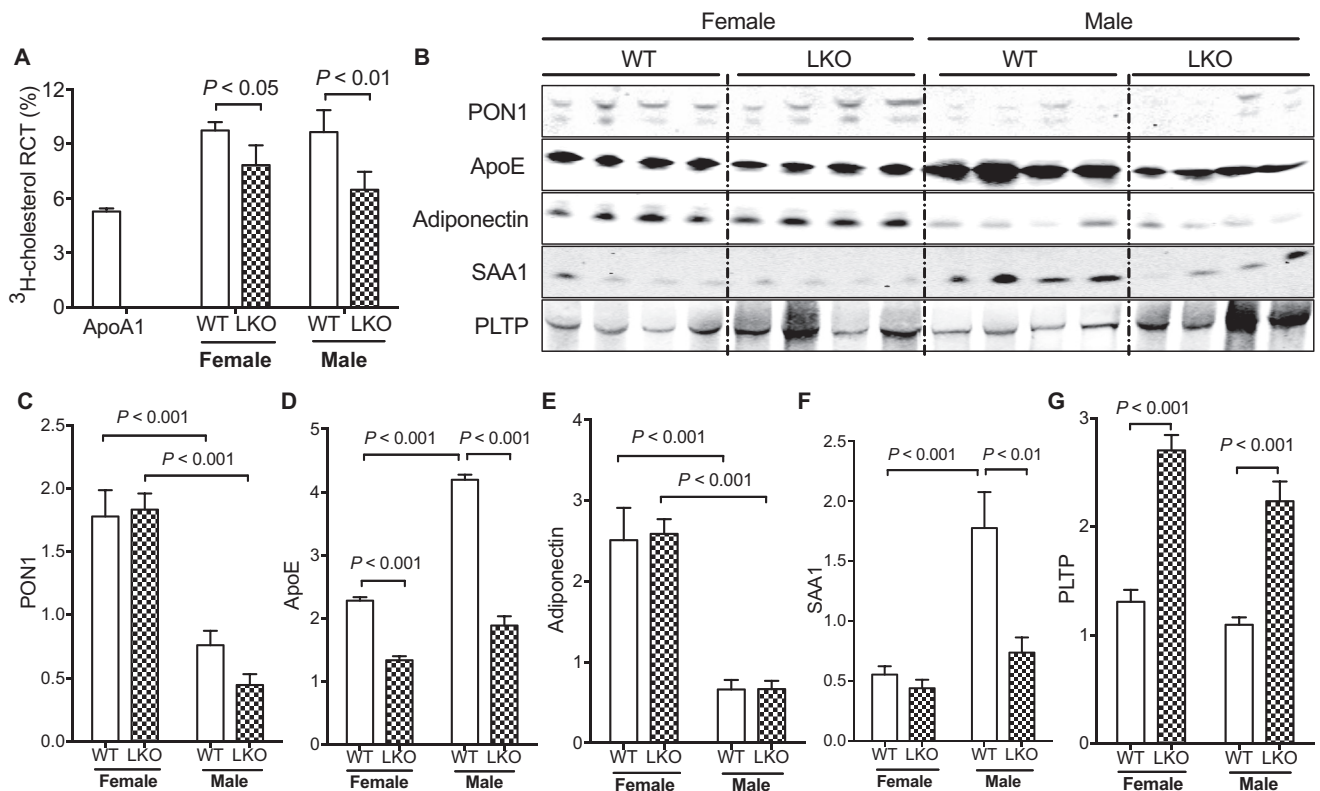 Female Male
A B WT LKO WT LKO
P < 0.05 P < 0.01
³H-cholesterol RCT (%)
12
9
6
3
0
ApoA1 WT LKO WT LKO
Female Male
PON1
ApoE
Adiponectin
SAA1
PLTP
C
PON1
P < 0.001
P < 0.001
2.5
2.0
1.5
1.0
0.5
0.0
WT LKO WT LKO
Female Male
D
ApoE
P < 0.001 P < 0.001
P < 0.001
5
4
3
2
1
0
WT LKO WT LKO
Female Male
E
Adiponectin
P < 0.001
P < 0.001
4
3
2
1
0
WT LKO WT LKO
Female Male
F
SAA1
P < 0.001 P < 0.01
2.5
2.0
1.5
1.0
0.5
0.0
WT LKO WT LKO
Female Male
G
PLTP
P < 0.001
P < 0.001
3
2
1
0
WT LKO WT LKO
Female Male